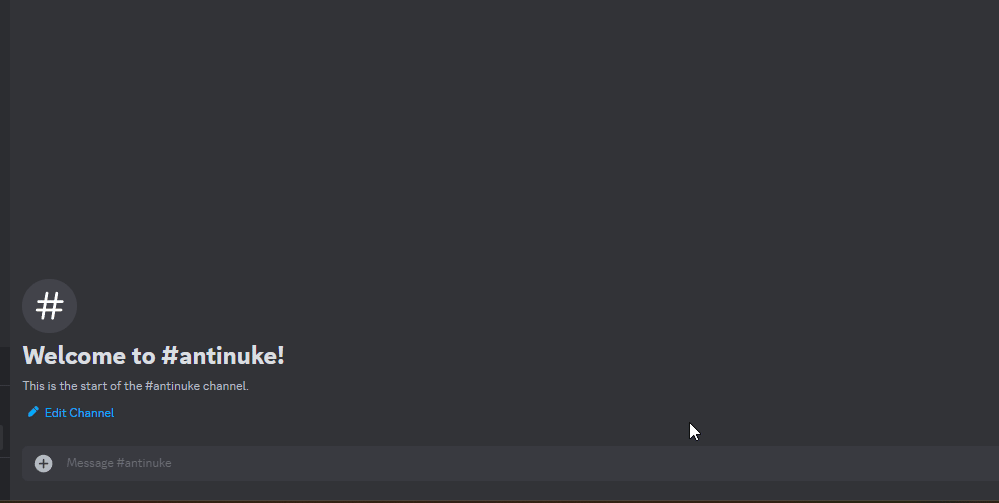 #
Welcome to #antinuke!
This is the start of the #antinuke channel.
Edit Channel
Message #antinuke